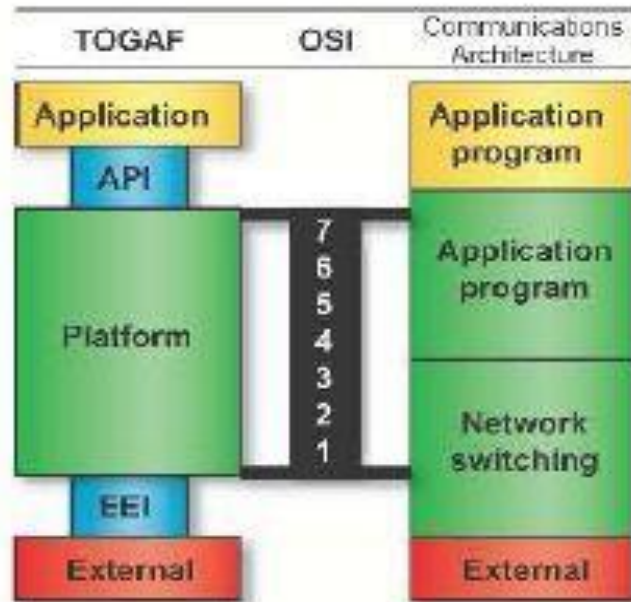 TOGAF
OSI
Communications
Architecture
Application
API
Platform
EEI
External
7
6
5
4
3
2
1
Application
program
Application
program
Network
switching
External